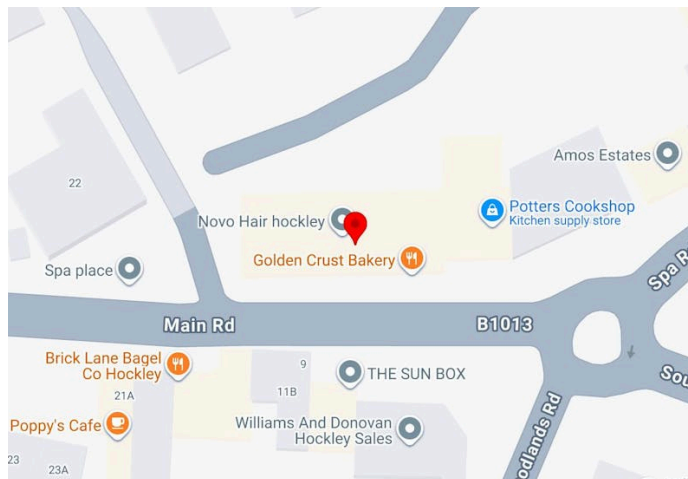 Amos Estates
22
Potters Cookshop
Kitchen supply store
Novo Hair hockley
Golden Crust Bakery
Spa place
Main Rd
B1013
Brick Lane Bagel
Co Hockley
9
THE SUN BOX
21A
11B
Poppy's Cafe
Williams And Donovan
Hockley Sales
23
23A